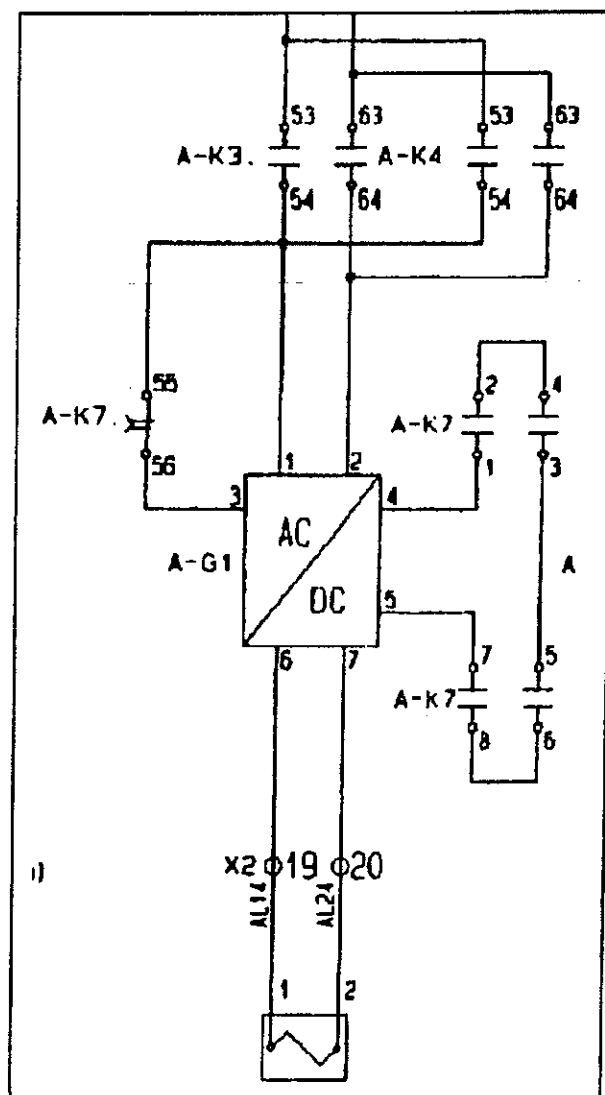 53 63 53 63
A-K3. A-K4
54 64 54 64
55 2 4
A-K7. A-K7
56 1 3
1 2
3 4
AC
A-G1 A
DC 5
6 7 7 5
A-K7
8 6
X2 19 20
AL14 AL24
1 2